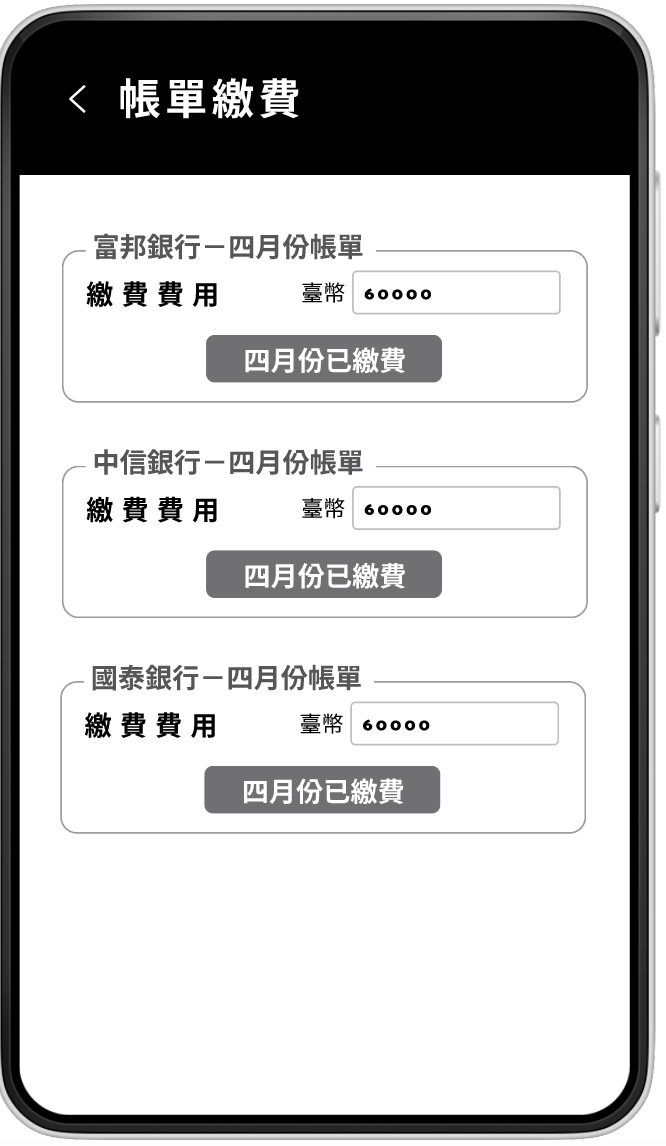 帳單繳費
富邦銀行－四月份帳單
繳費費用 臺幣 60000
四月份已繳費
中信銀行－四月份帳單
繳費費用 臺幣 60000
四月份已繳費
國泰銀行－四月份帳單
繳費費用 臺幣 60000
四月份已繳費